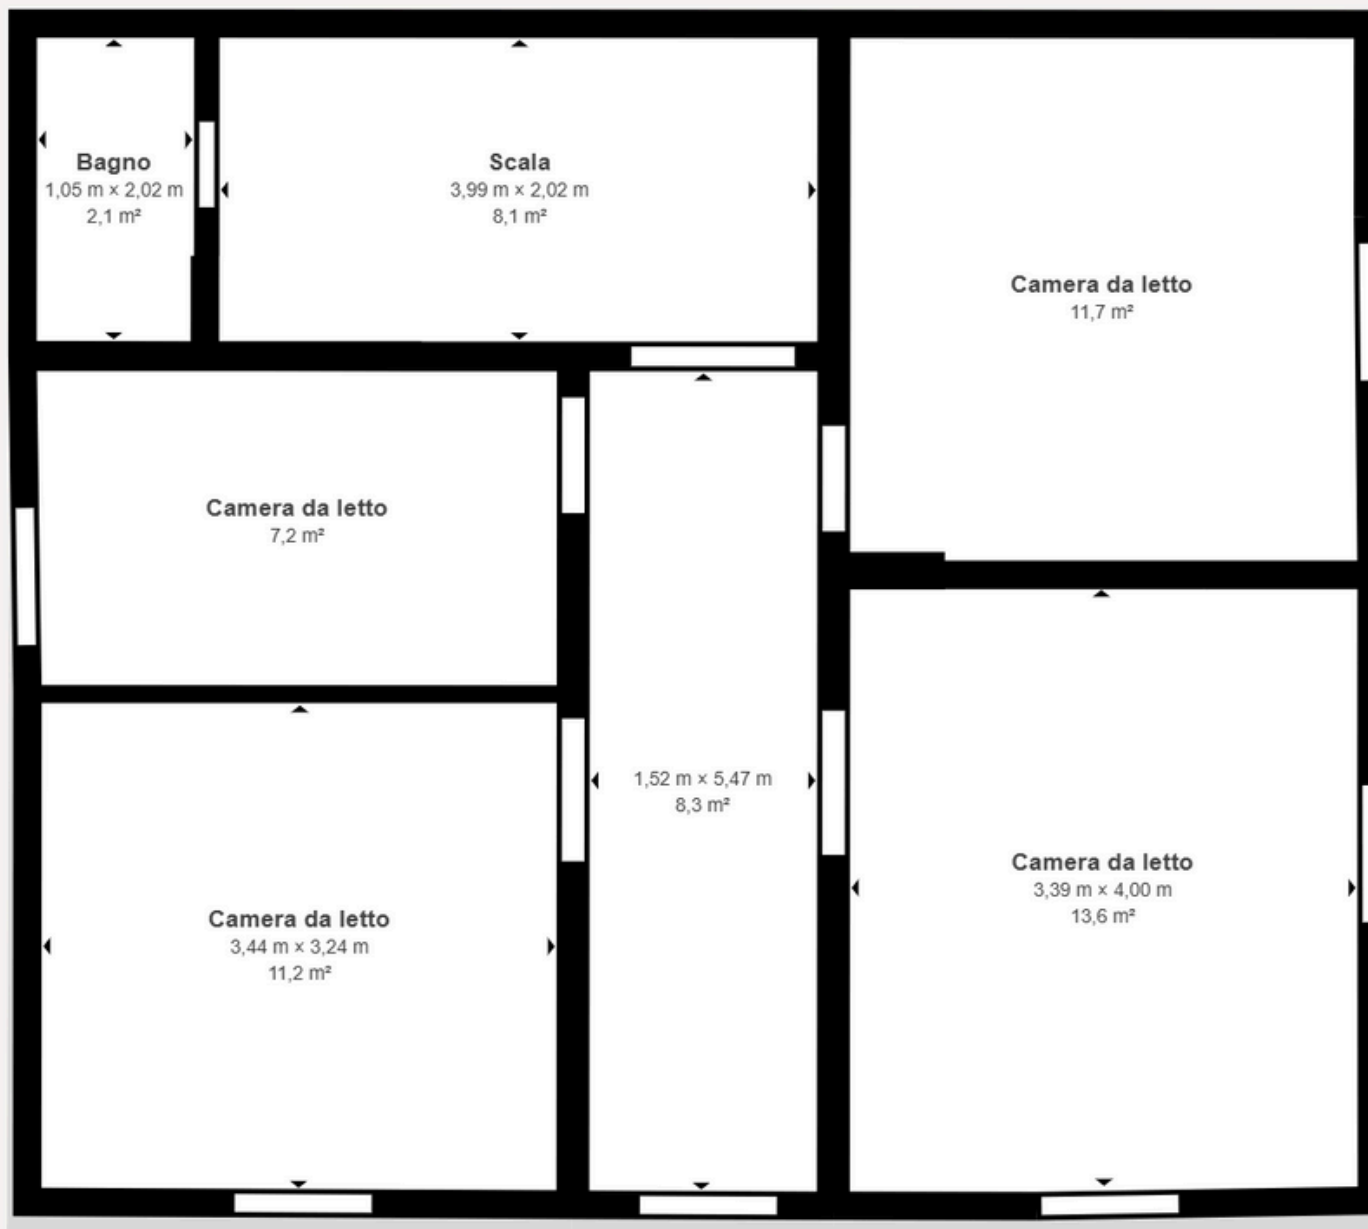 Bagno
1,05 m × 2,02 m
2,1 m²
Scala
3,99 m × 2,02 m
8,1 m²
Camera da letto
11,7 m²
Camera da letto
7,2 m²
1,52 m × 5,47 m
8,3 m²
Camera da letto
3,39 m × 4,00 m
13,6 m²
Camera da letto
3,44 m × 3,24 m
11,2 m²